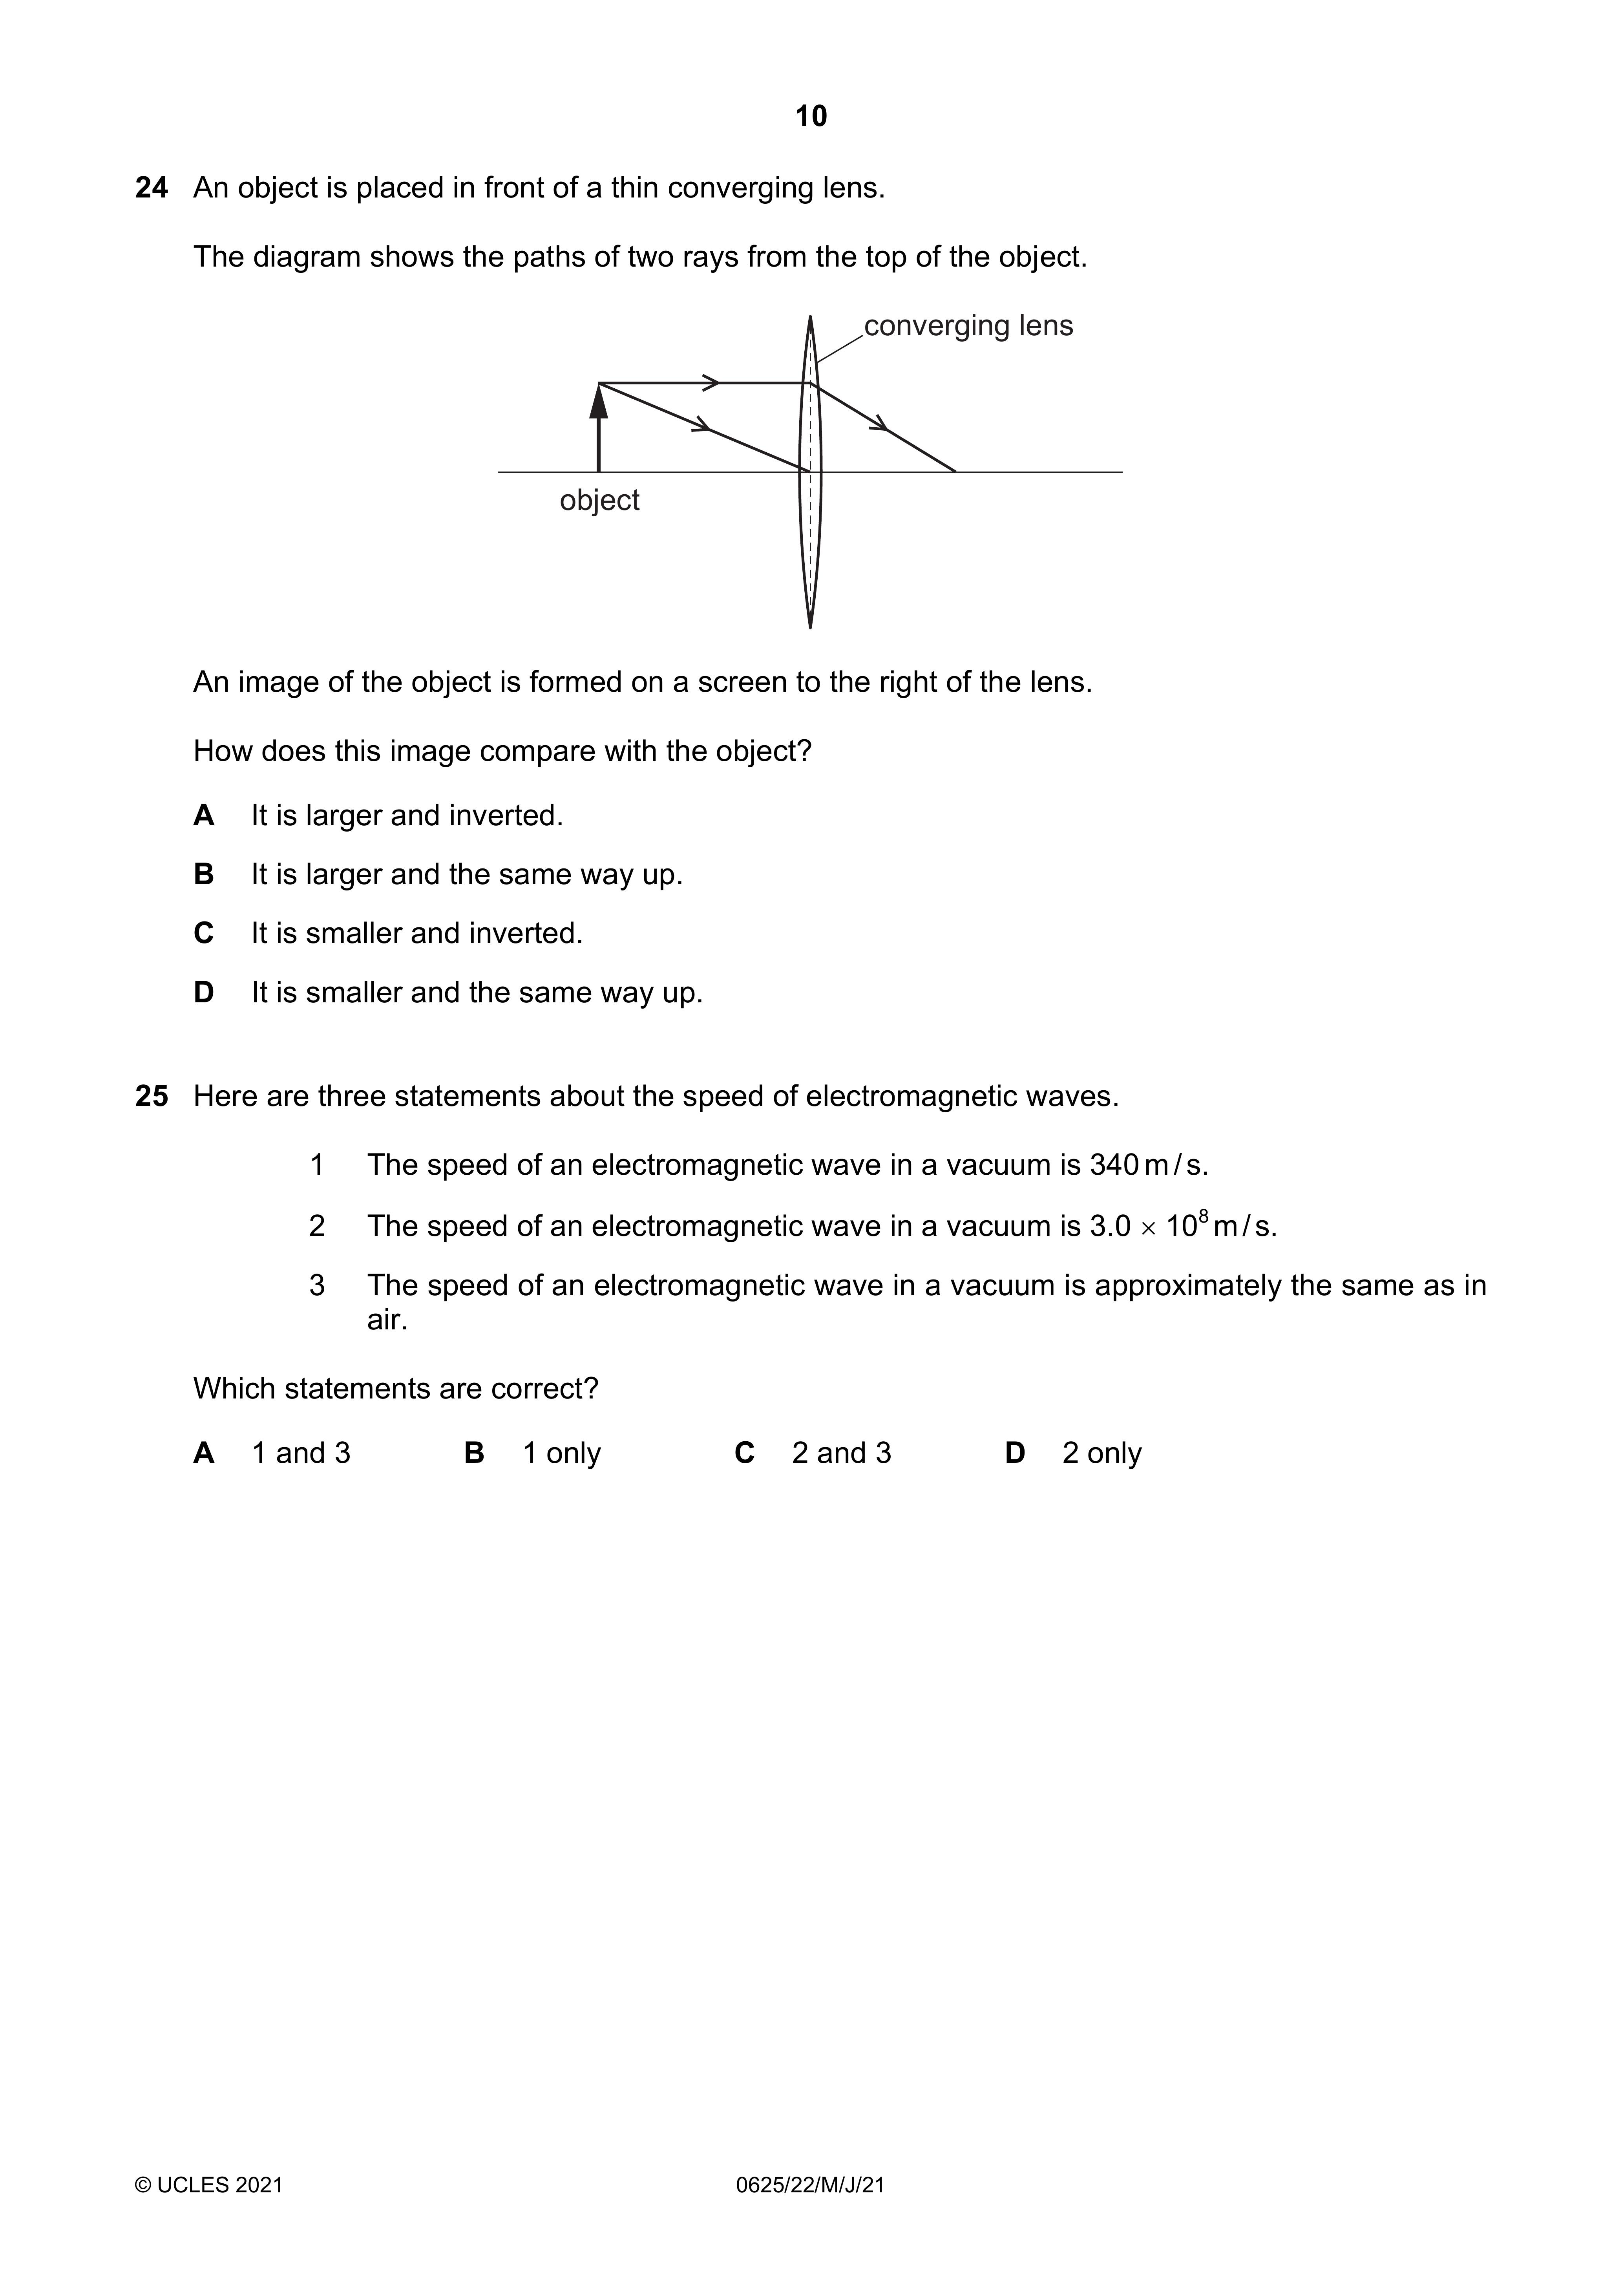 10
24 An object is placed in front of a thin converging lens.
The diagram shows the paths of two rays from the top of the object.
converging lens
object
An image of the object is formed on a screen to the right of the lens.
How does this image compare with the object?
A It is larger and inverted.
B It is larger and the same way up.
C It is smaller and inverted.
D It is smaller and the same way up.
25 Here are three statements about the speed of electromagnetic waves.
1 The speed of an electromagnetic wave in a vacuum is 340 m / s.
2 The speed of an electromagnetic wave in a vacuum is 3.0 × 10⁸ m / s.
3 The speed of an electromagnetic wave in a vacuum is approximately the same as in
air.
Which statements are correct?
A 1 and 3 B 1 only C 2 and 3 D 2 only
© UCLES 2021 0625/22/M/J/21